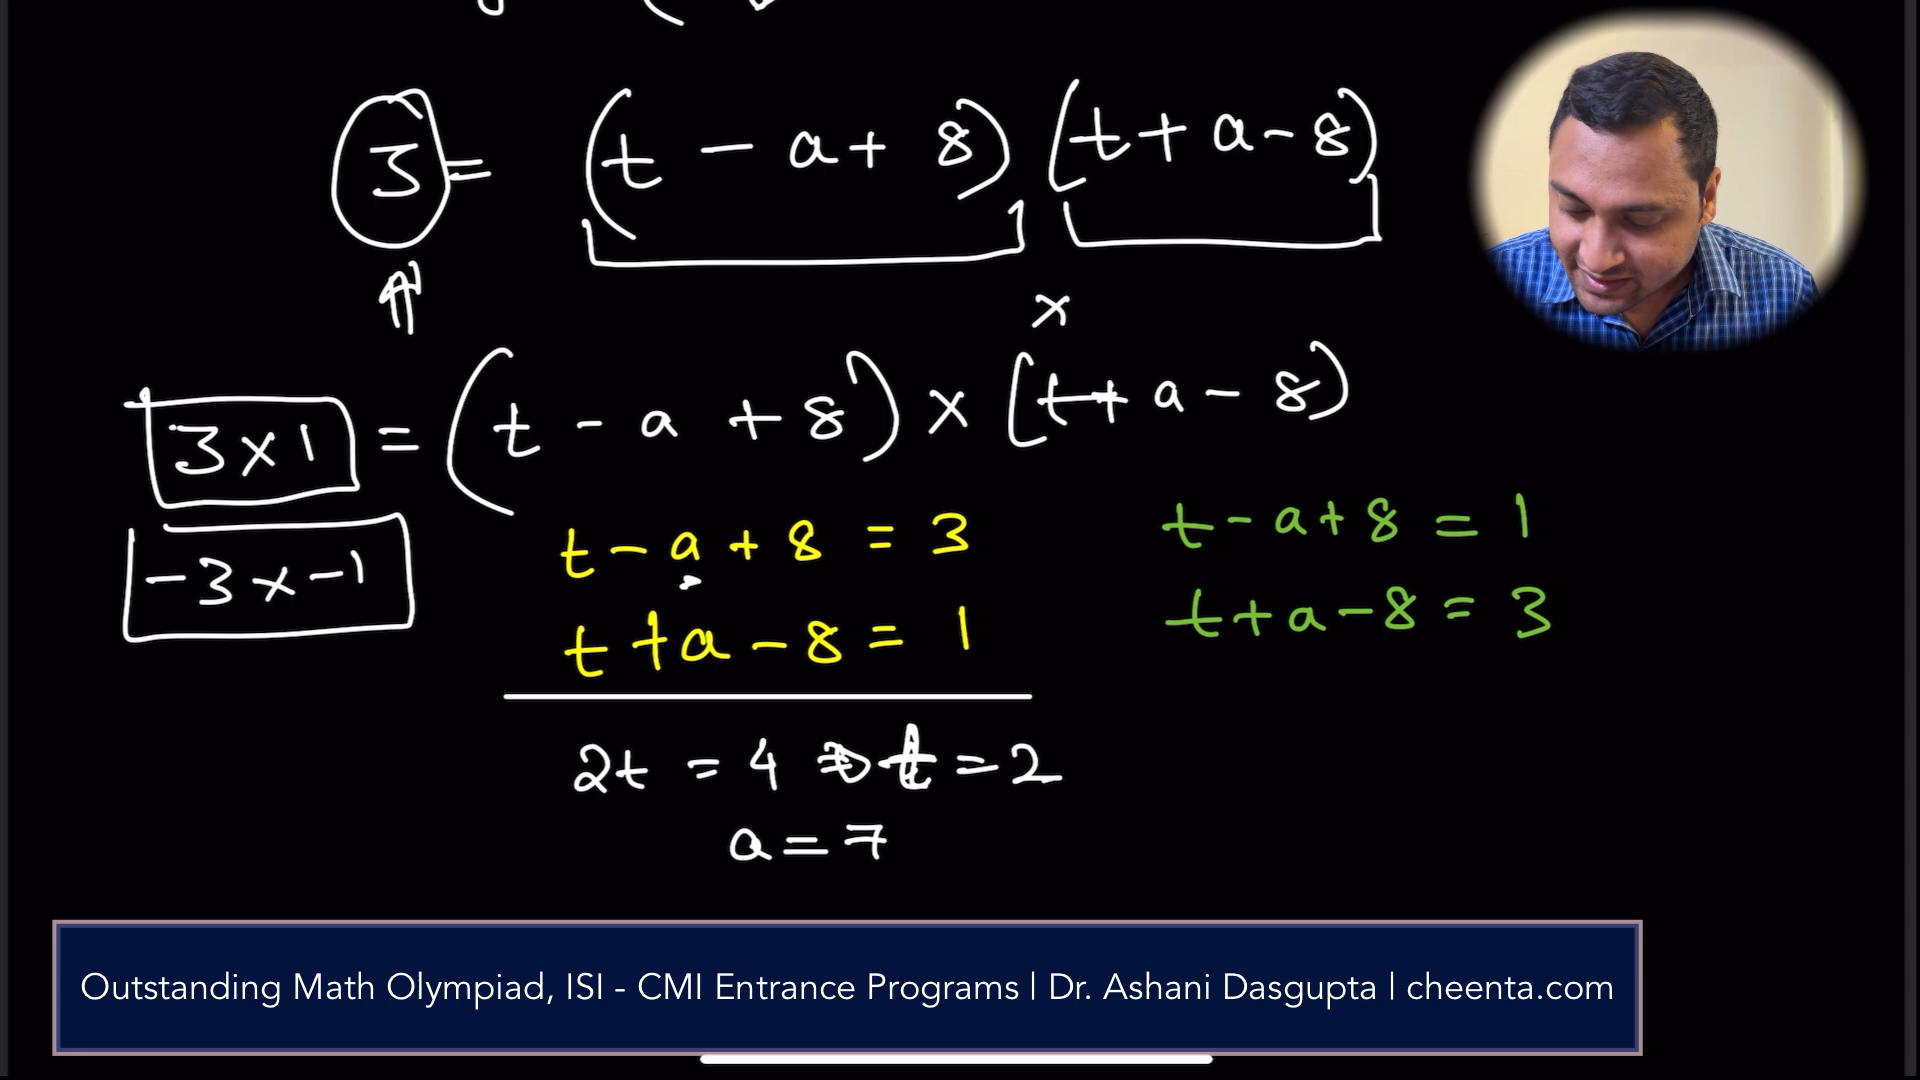 3 = (t - a + 8) (t + a - 8)
x
3 x 1 = (t - a + 8) x (t + a - 8)
- 3 x - 1
t - a + 8 = 3
t + a - 8 = 1
2t = 4 ⇒ t = 2
a = 7
t - a + 8 = 1
t + a - 8 = 3
Outstanding Math Olympiad, ISI - CMI Entrance Programs | Dr. Ashani Dasgupta | cheenta.com